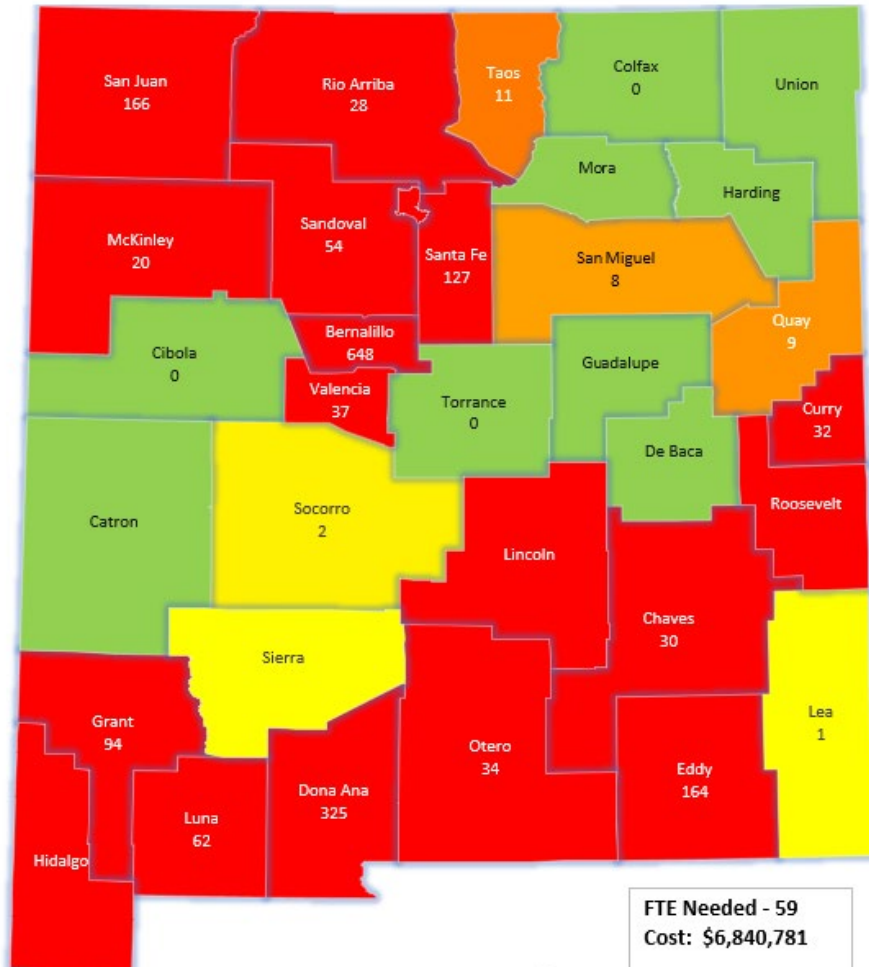 San Juan
166
Rio Arriba
28
Taos
11
Colfax
0
Union
Mora
Harding
McKinley
20
Sandoval
54
Santa Fe
127
San Miguel
8
Quay
9
Cibola
0
Bernalillo
648
Valencia
37
Torrance
0
Guadalupe
Curry
32
De Baca
Roosevelt
Catron
Socorro
2
Lincoln
Chaves
30
Sierra
Lea
1
Grant
94
Otero
34
Eddy
164
Dona Ana
325
Luna
62
Hidalgo
FTE Needed - 59
Cost: $6,840,781